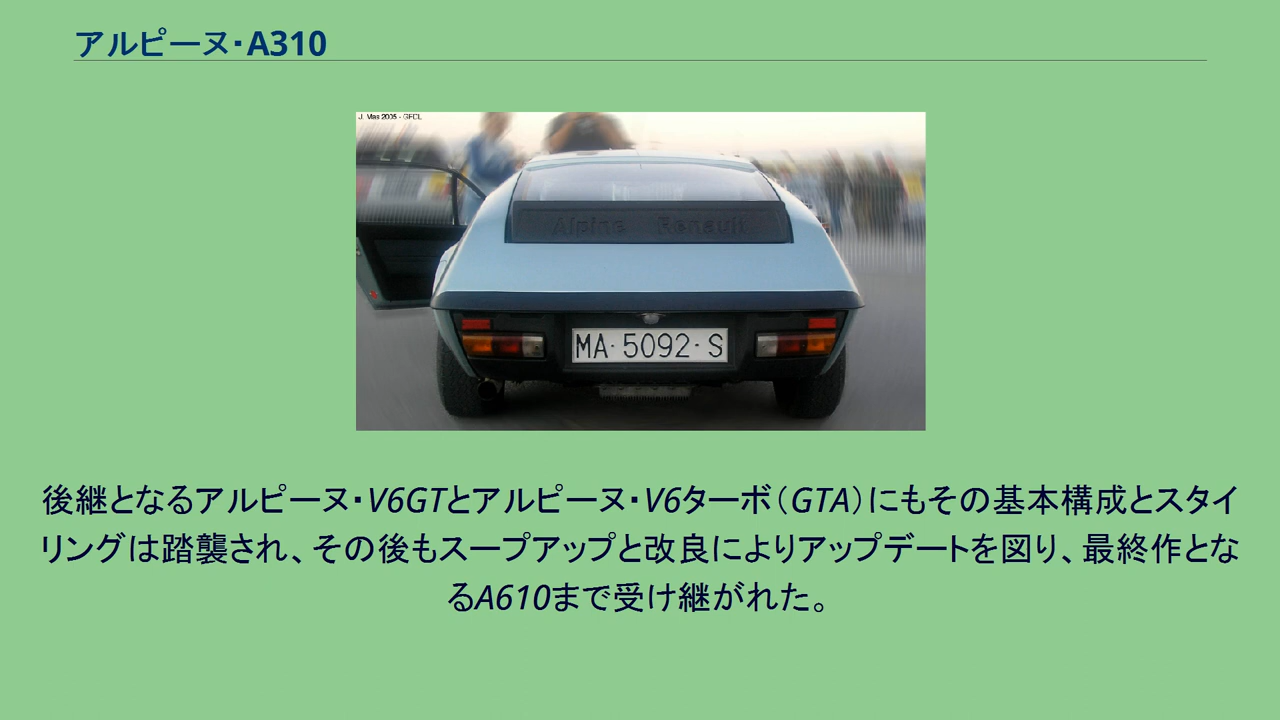 アルピーヌ・A310
J. Mas 2005 - GFDL
Alpine Renault
MA·5092·S
後継となるアルピーヌ・V6GTとアルピーヌ・V6ターボ（GTA）にもその基本構成とスタイ
リングは踏襲され、その後もスープアップと改良によりアップデートを図り、最終作とな
るA610まで受け継がれた。